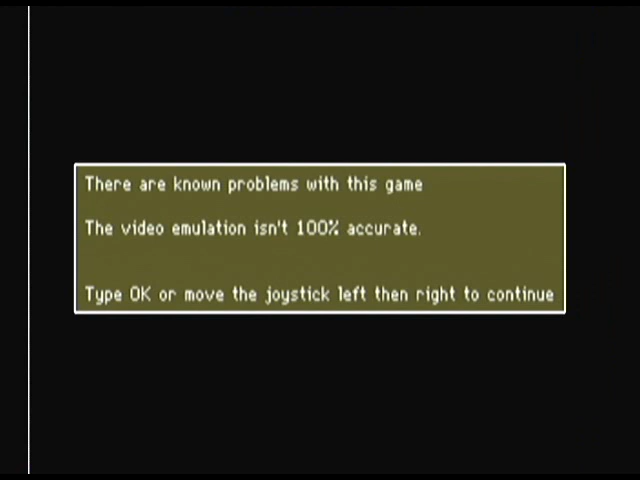 There are known problems with this game
The video emulation isn't 100% accurate.
Type OK or move the joystick left then right to continue